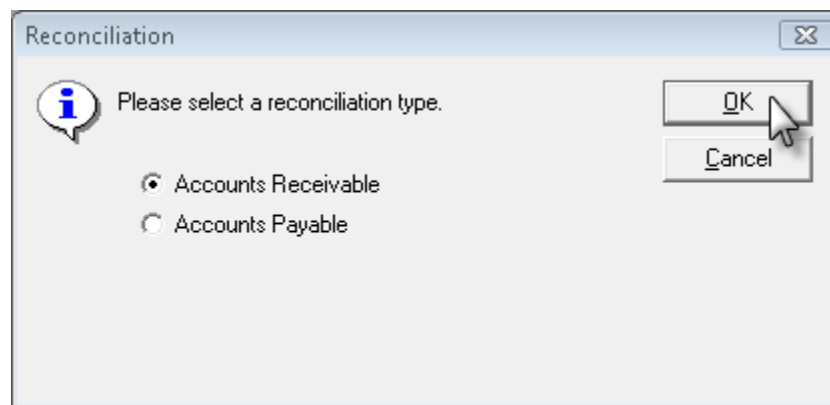 Reconciliation
Please select a reconciliation type.
OK
Cancel
Accounts Receivable
Accounts Payable